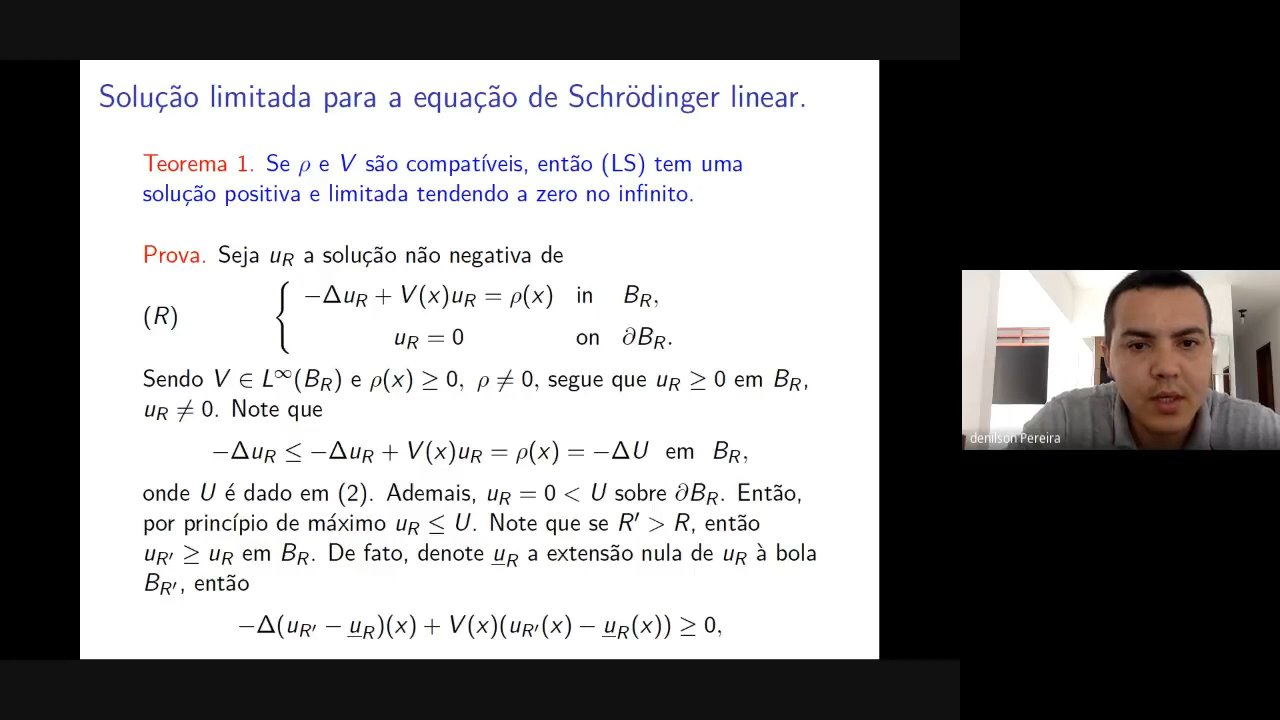 Solução limitada para a equação de Schrödinger linear.
Teorema 1. Se ρ e V são compatíveis, então (LS) tem uma
solução positiva e limitada tendendo a zero no infinito.
Prova. Seja u_R a solução não negativa de
(R) { −Δu_R + V(x)u_R = ρ(x) in B_R,
u_R = 0 on ∂B_R.
Sendo V ∈ L^∞(B_R) e ρ(x) ≥ 0, ρ ≠ 0, segue que u_R ≥ 0 em B_R,
u_R ≠ 0. Note que
−Δu_R ≤ −Δu_R + V(x)u_R = ρ(x) = −ΔU em B_R,
onde U é dado em (2). Ademais, u_R = 0 < U sobre ∂B_R. Então,
por princípio de máximo u_R ≤ U. Note que se R′ > R, então
u_R′ ≥ u_R em B_R. De fato, denote u̲_R a extensão nula de u_R à bola
B_R′, então
−Δ(u_R′ − u̲_R)(x) + V(x)(u_R′(x) − u̲_R(x)) ≥ 0,
denilson Pereira